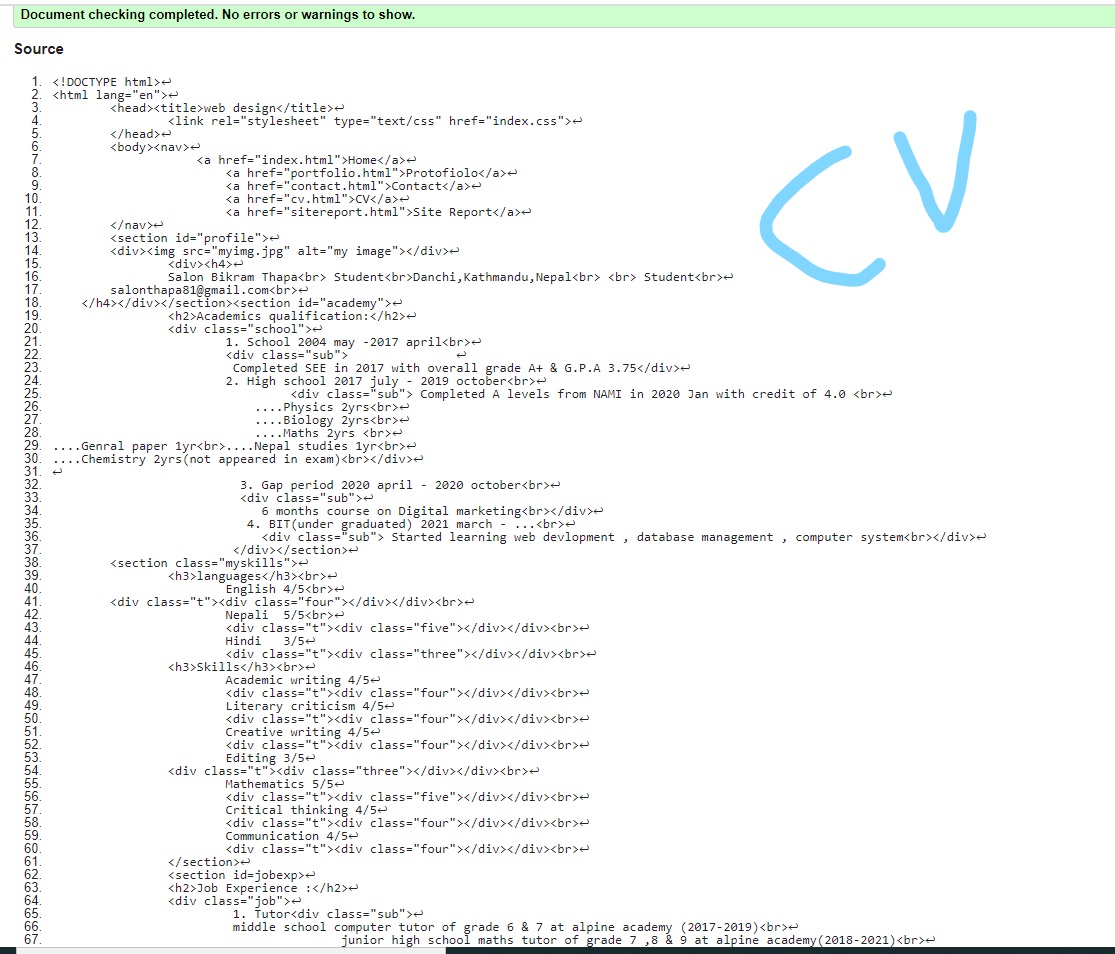 Document checking completed. No errors or warnings to show.
Source
CV
1. <!DOCTYPE html>↩
2. <html lang="en">↩
3. <head><title>web design</title>↩
4. <link rel="stylesheet" type="text/css" href="index.css">↩
5. </head>↩
6. <body><nav>↩
7. <a href="index.html">Home</a>↩
8. <a href="portfolio.html">Protofiolo</a>↩
9. <a href="contact.html">Contact</a>↩
10. <a href="cv.html">CV</a>↩
11. <a href="sitereport.html">Site Report</a>↩
12. </nav>↩
13. <section id="profile">↩
14. <div><img src="myimg.jpg" alt="my image"></div>↩
15. <div><h4>↩
16. Salon Bikram Thapa<br> Student<br>Danchi,Kathmandu,Nepal<br> <br> Student<br>↩
17. salonthapa81@gmail.com<br>↩
18. </h4></div></section><section id="academy">↩
19. <h2>Academics qualification:</h2>↩
20. <div class="school">↩
21. 1. School 2004 may -2017 april<br>↩
22. <div class="sub"> ↩
23. Completed SEE in 2017 with overall grade A+ & G.P.A 3.75</div>↩
24. 2. High school 2017 july - 2019 october<br>↩
25. <div class="sub"> Completed A levels from NAMI in 2020 Jan with credit of 4.0 <br>↩
26. ....Physics 2yrs<br>↩
27. ....Biology 2yrs<br>↩
28. ....Maths 2yrs <br>↩
29. ....Genral paper 1yr<br>....Nepal studies 1yr<br>↩
30. ....Chemistry 2yrs(not appeared in exam)<br></div>↩
31. ↩
32. 3. Gap period 2020 april - 2020 october<br>↩
33. <div class="sub">↩
34. 6 months course on Digital marketing<br></div>↩
35. 4. BIT(under graduated) 2021 march - ...<br>↩
36. <div class="sub"> Started learning web devlopment , database management , computer system<br></div>↩
37. </div></section>↩
38. <section class="myskills">↩
39. <h3>languages</h3><br>↩
40. English 4/5<br>↩
41. <div class="t"><div class="four"></div></div><br>↩
42. Nepali 5/5<br>↩
43. <div class="t"><div class="five"></div></div><br>↩
44. Hindi 3/5↩
45. <div class="t"><div class="three"></div></div><br>↩
46. <h3>Skills</h3><br>↩
47. Academic writing 4/5↩
48. <div class="t"><div class="four"></div></div><br>↩
49. Literary criticism 4/5↩
50. <div class="t"><div class="four"></div></div><br>↩
51. Creative writing 4/5↩
52. <div class="t"><div class="four"></div></div><br>↩
53. Editing 3/5↩
54. <div class="t"><div class="three"></div></div><br>↩
55. Mathematics 5/5↩
56. <div class="t"><div class="five"></div></div><br>↩
57. Critical thinking 4/5↩
58. <div class="t"><div class="four"></div></div><br>↩
59. Communication 4/5↩
60. <div class="t"><div class="four"></div></div><br>↩
61. </section>↩
62. <section id=jobexp>↩
63. <h2>Job Experience :</h2>↩
64. <div class="job">↩
65. 1. Tutor<div class="sub">↩
66. middle school computer tutor of grade 6 & 7 at alpine academy (2017-2019)<br>↩
67. junior high school maths tutor of grade 7 ,8 & 9 at alpine academy(2018-2021)<br>↩